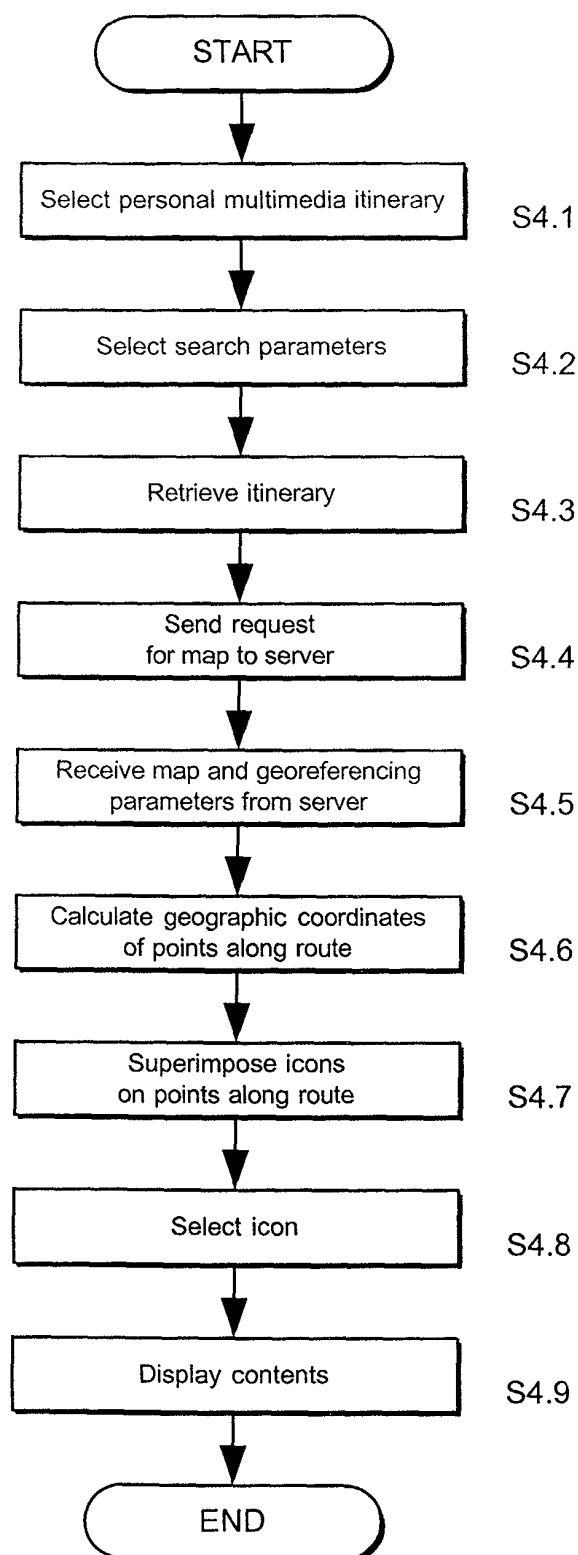 START
Select personal multimedia itinerary
S4.1
Select search parameters
S4.2
Retrieve itinerary
S4.3
Send request
for map to server
S4.4
Receive map and georeferencing
parameters from server
S4.5
Calculate geographic coordinates
of points along route
S4.6
Superimpose icons
on points along route
S4.7
Select icon
S4.8
Display contents
S4.9
END